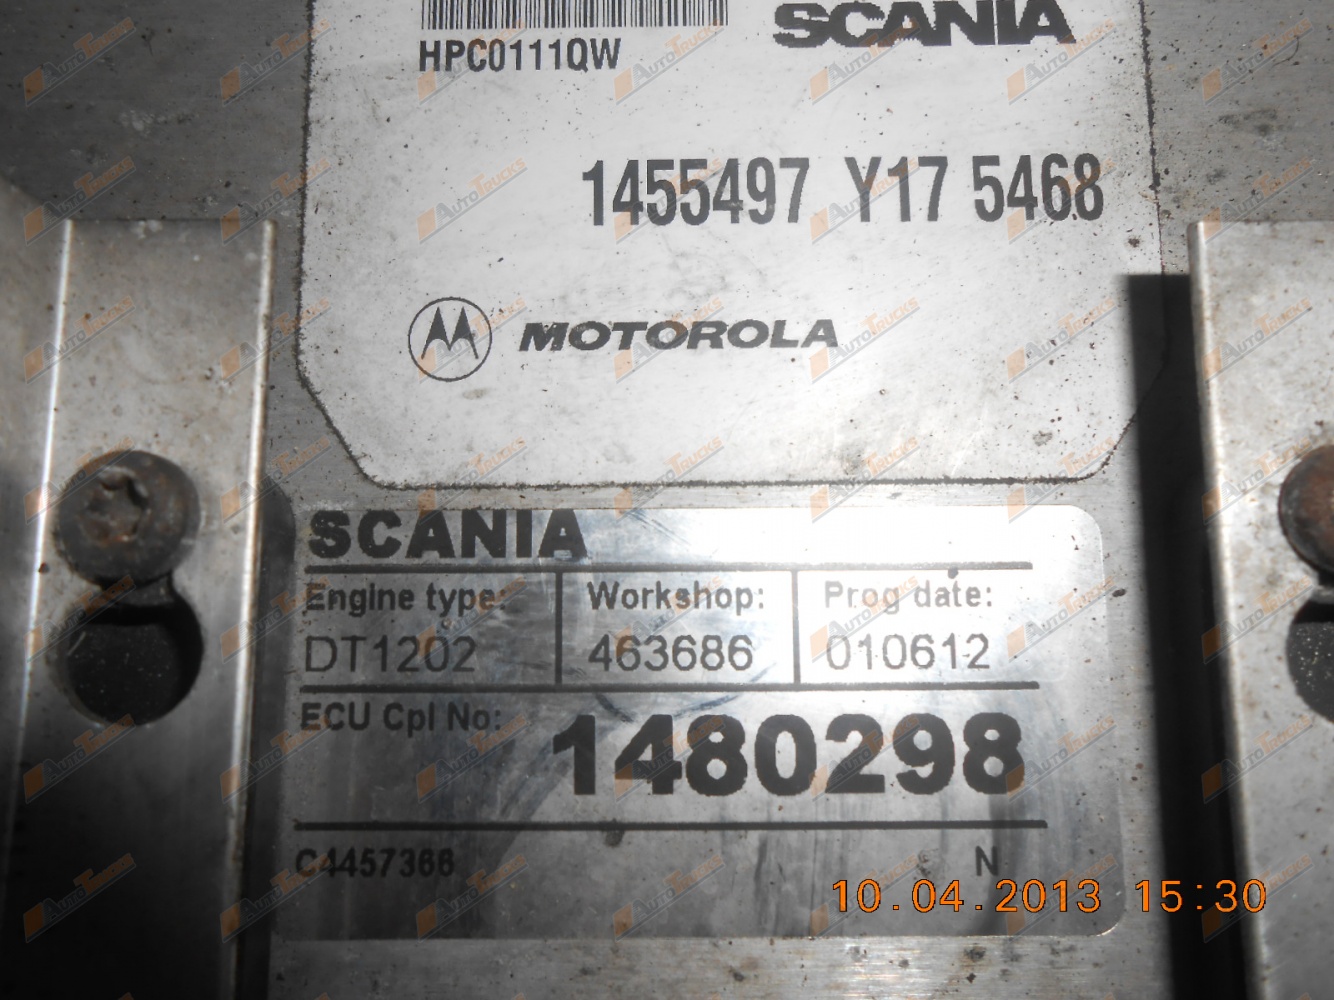 SCANIA
HPC0111QW
1455497 Y17 5468
MOTOROLA
SCANIA
Engine type: Workshop: Prog date:
DT1202 463686 010612
ECU Cpl No: 1480298
C4457366 N
10.04.2013 15:30
AUTOTRUCKS